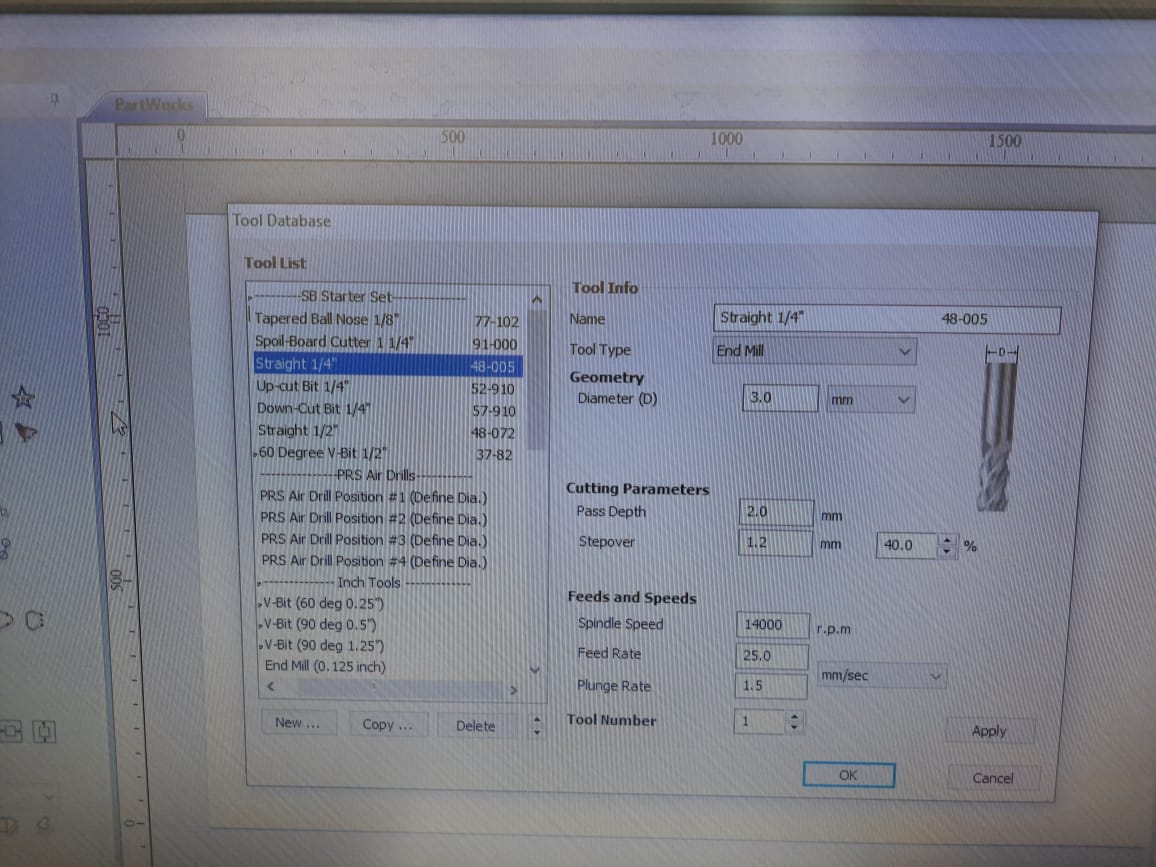 PartWorks
0 500 1000 1500
1000
500
0
Tool Database
Tool List
----------SB Starter Set----------------
Tapered Ball Nose 1/8" 77-102
Spoil-Board Cutter 1 1/4" 91-000
Straight 1/4" 48-005
Up-cut Bit 1/4" 52-910
Down-Cut Bit 1/4" 57-910
Straight 1/2" 48-072
60 Degree V-Bit 1/2" 37-82
----------------PRS Air Drills------------
PRS Air Drill Position #1 (Define Dia.)
PRS Air Drill Position #2 (Define Dia.)
PRS Air Drill Position #3 (Define Dia.)
PRS Air Drill Position #4 (Define Dia.)
---------------- Inch Tools --------------
V-Bit (60 deg 0.25")
V-Bit (90 deg 0.5")
V-Bit (90 deg 1.25")
End Mill (0.125 inch)
New ... Copy ... Delete
Tool Info
Name Straight 1/4" 48-005
Tool Type End Mill
D
Geometry
Diameter (D) 3.0 mm
Cutting Parameters
Pass Depth 2.0 mm
Stepover 1.2 mm 40.0 %
Feeds and Speeds
Spindle Speed 14000 r.p.m
Feed Rate 25.0
mm/sec
Plunge Rate 1.5
Tool Number 1
Apply
OK Cancel